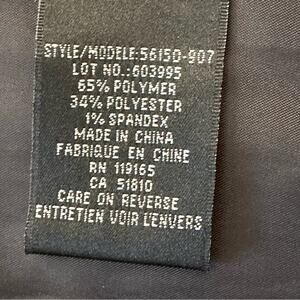 STYLE/MODELE:56150-907
LOT NO.:603995
65% POLYMER
34% POLYESTER
1% SPANDEX
MADE IN CHINA
FABRIQUE EN CHINE
RN 119165
CA 51810
CARE ON REVERSE
ENTRETIEN VOIR L'ENVERS